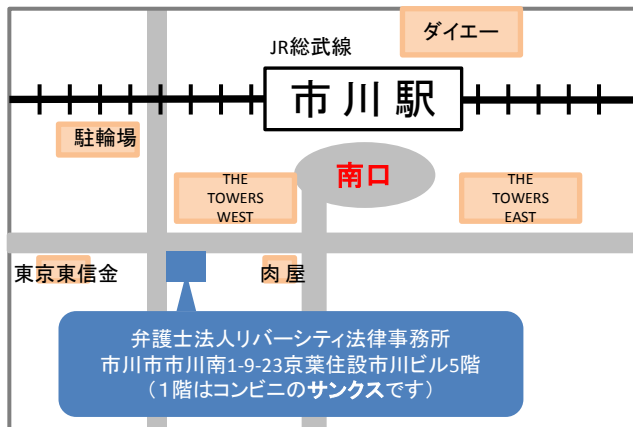 ダイエー
JR総武線
市川駅
駐輪場
南口
THE
TOWERS
WEST
THE
TOWERS
EAST
東京東信金
肉屋
弁護士法人リバーシティ法律事務所
市川市市川南1-9-23京葉住設市川ビル5階
（１階はコンビニのサンクスです）